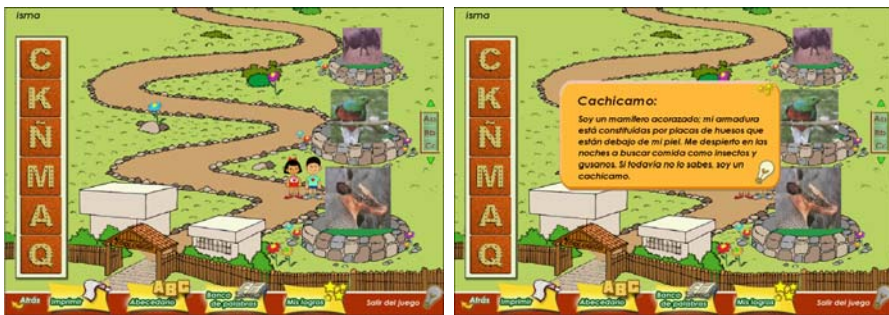 isma
C
K
Ñ
M
A
Q
Atrás
Imprimir
ABC
Abecedario
Banco
de palabras
Mis logros
Salir del juego
isma
C
K
Ñ
M
A
Q
Cachicamo:
Soy un mamífero acorazado; mi armadura
está constituidas por placas de huesos que
están debajo de mi piel. Me despierto en las
noches a buscar comida como insectos y
gusanos. Si todavía no lo sabes, soy un
cachicamo.
Atrás
Imprimir
ABC
Abecedario
Banco
de palabras
Mis logros
Salir del juego